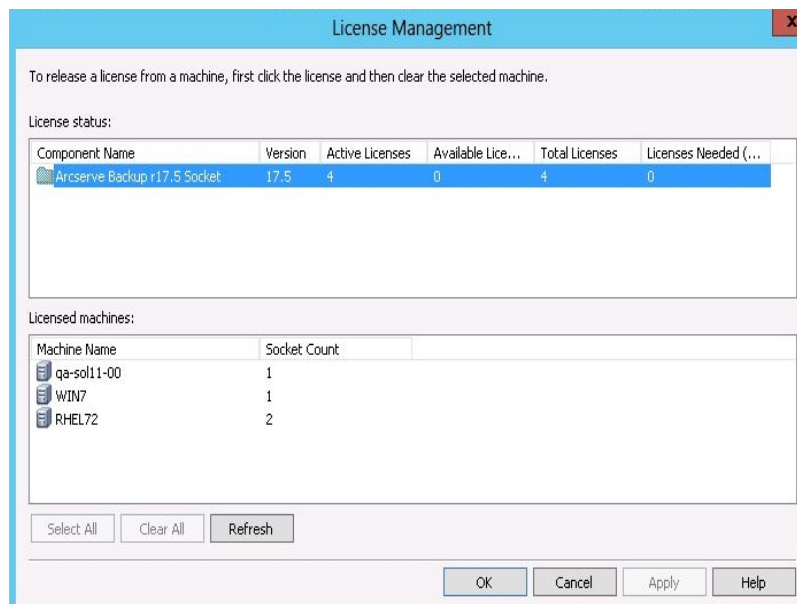 License Management
x
To release a license from a machine, first click the license and then clear the selected machine.
License status:
Component Name Version Active Licenses Available Lice... Total Licenses Licenses Needed (...
Arcserve Backup r17.5 Socket 17.5 4 0 4 0
Licensed machines:
Machine Name Socket Count
qa-sol11-00 1
WIN7 1
RHEL72 2
Select All Clear All Refresh
OK Cancel Apply Help